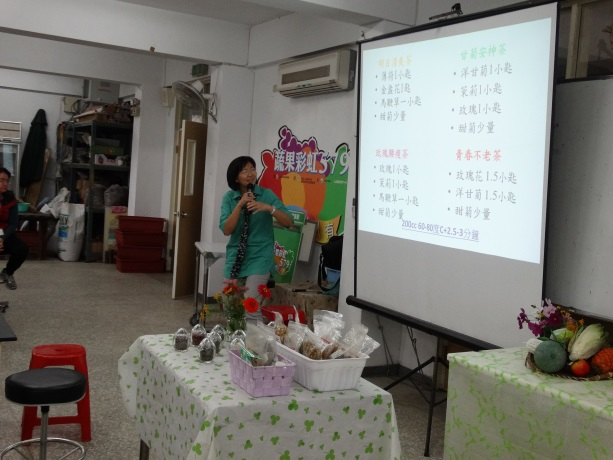 甘菊安神茶
• 薄荷1小匙
• 金盞花1匙
• 馬鞭草一小匙
• 甜菊少量
• 洋甘菊1小匙
• 茉莉1小匙
• 玫瑰1小匙
• 甜菊少量
玫瑰纖瘦茶
• 玫瑰1小匙
• 茉莉1小匙
• 馬鞭草一小匙
• 甜菊少量
青春不老茶
• 玫瑰花 1.5小匙
• 洋甘菊 1.5小匙
• 甜菊少量
200cc 60-80度C+2.5-3分鐘
蔬果彩虹579